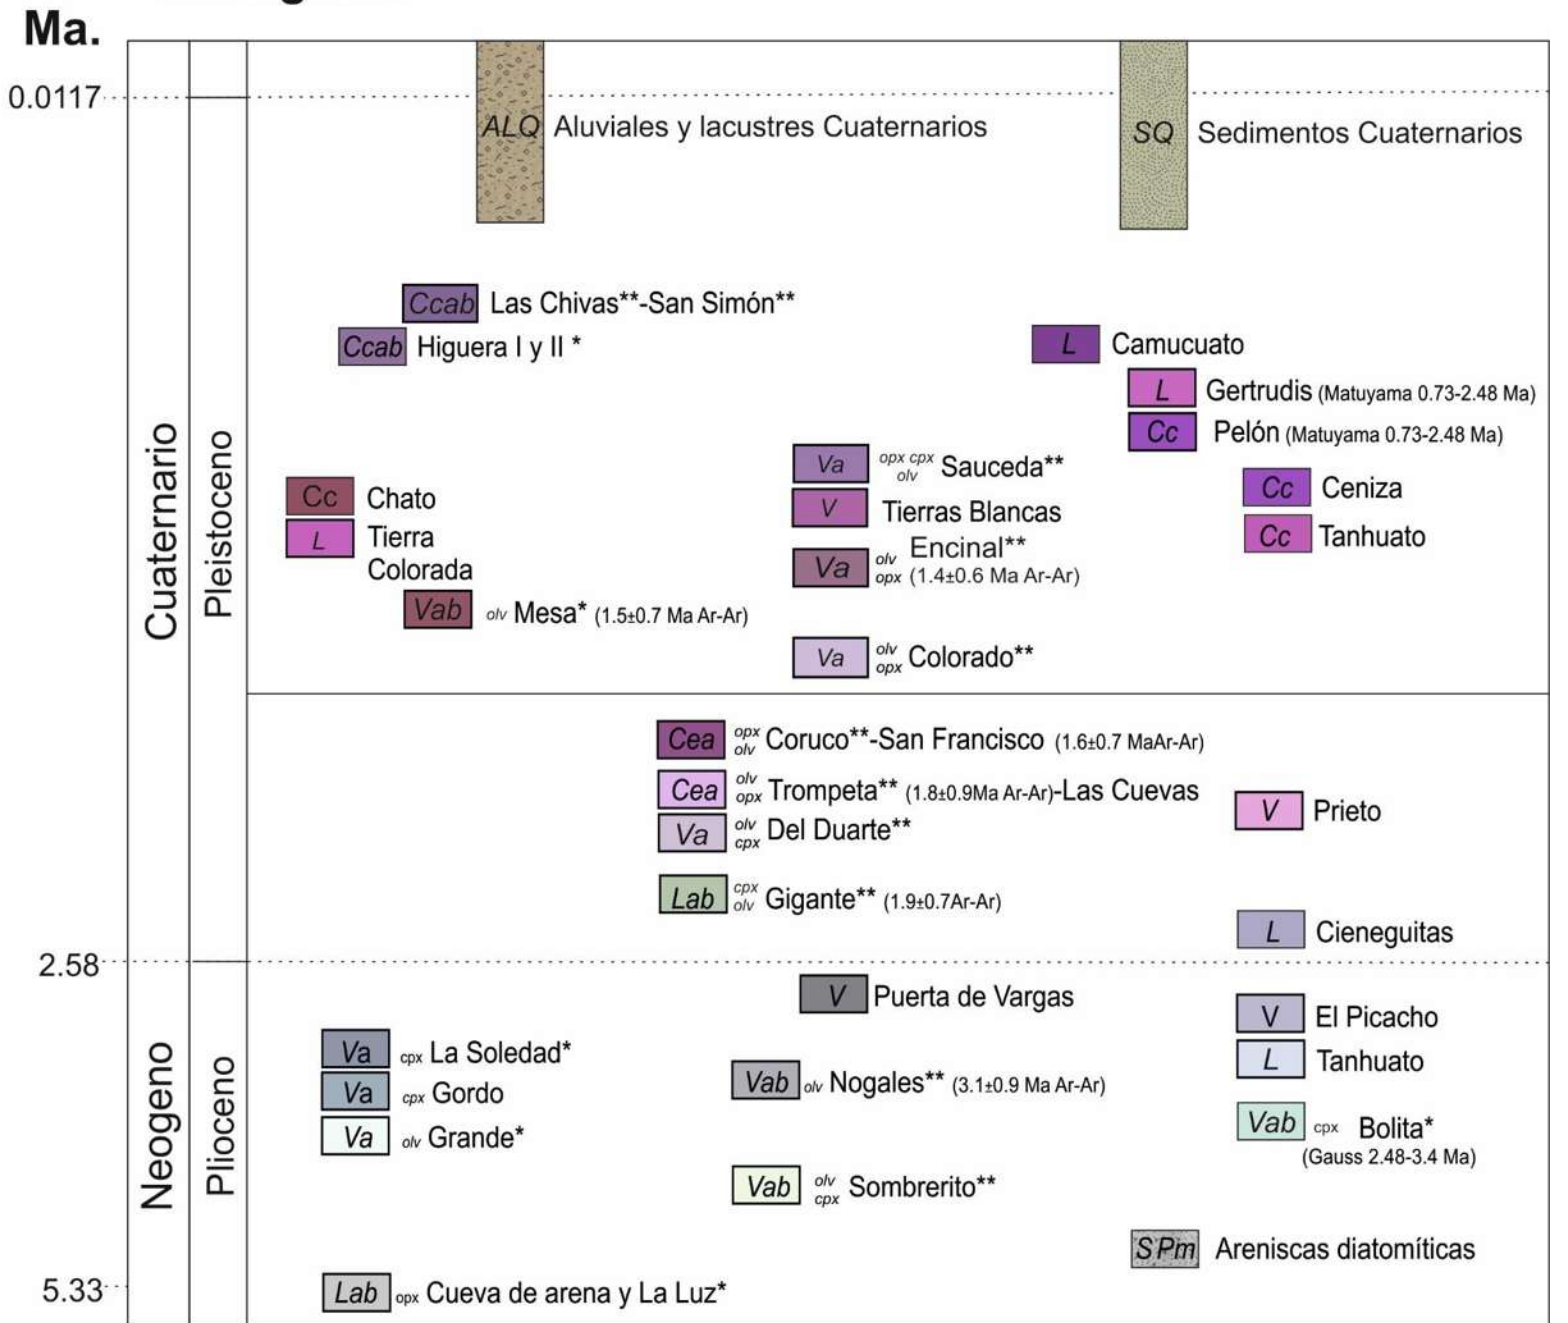 Ma.
0.0117
ALQ Aluviales y lacustres Cuaternarios
SQ Sedimentos Cuaternarios
Ccab Las Chivas**-San Simón**
Ccab Higuera I y II *
L Camucuato
L Gertrudis (Matuyama 0.73-2.48 Ma)
Cc Pelón (Matuyama 0.73-2.48 Ma)
Va opx cpx olv Sauceda**
Cc Chato
V Tierras Blancas
Cc Ceniza
L Tierra
Colorada
Cc Tanhuato
Va olv opx Encinal**
(1.4±0.6 Ma Ar-Ar)
Vab olv Mesa* (1.5±0.7 Ma Ar-Ar)
Va olv opx Colorado**
Cuaternario
Pleistoceno
Cea opx olv Coruco**-San Francisco (1.6±0.7 MaAr-Ar)
Cea olv opx Trompeta** (1.8±0.9Ma Ar-Ar)-Las Cuevas
V Prieto
Va olv cpx Del Duarte**
Lab cpx olv Gigante** (1.9±0.7Ar-Ar)
L Cieneguitas
2.58
V Puerta de Vargas
V El Picacho
Va cpx La Soledad*
L Tanhuato
Vab olv Nogales** (3.1±0.9 Ma Ar-Ar)
Va cpx Gordo
Va olv Grande*
Vab cpx Bolita*
(Gauss 2.48-3.4 Ma)
Vab olv cpx Sombrerito**
Neogeno
Plioceno
SPm Areniscas diatomíticas
5.33
Lab opx Cueva de arena y La Luz*